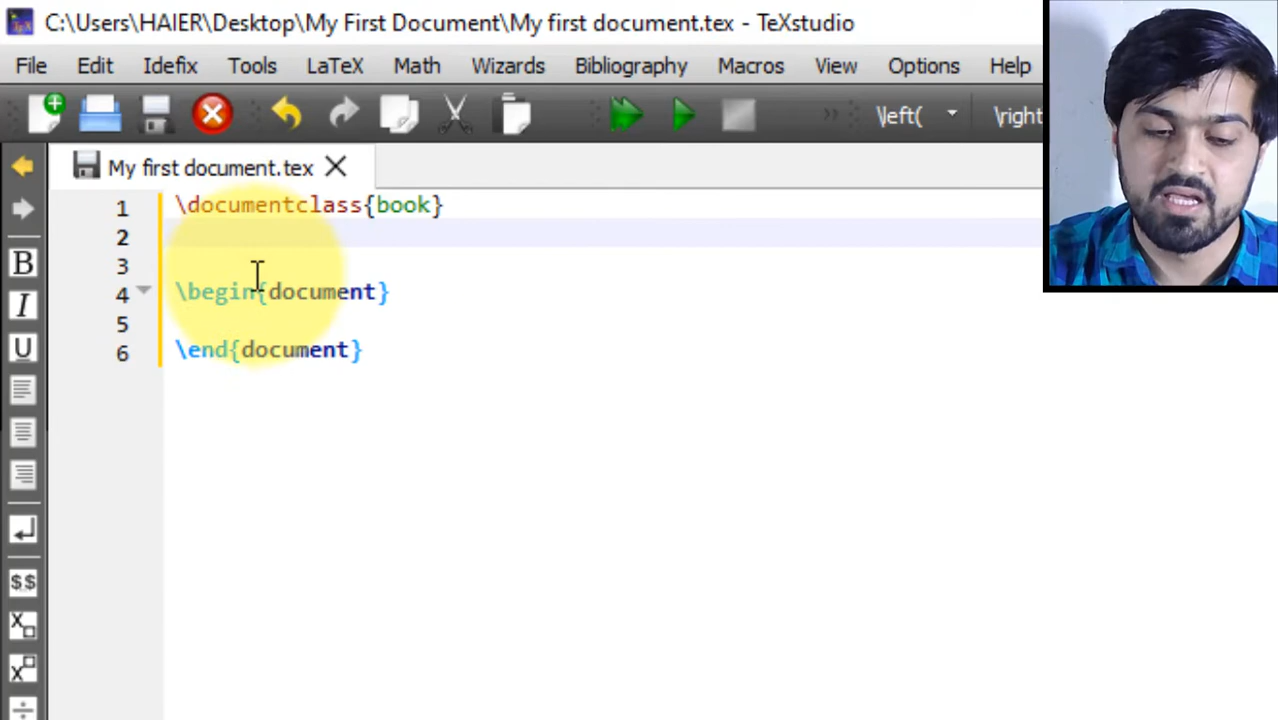 C:\Users\HAIER\Desktop\My First Document\My first document.tex - TeXstudio
File Edit Idefix Tools LaTeX Math Wizards Bibliography Macros View Options Help
\left( \right
My first document.tex
1 \documentclass{book}
2
3
4 \begin{document}
5
6 \end{document}
B
I
U
$$
X
X